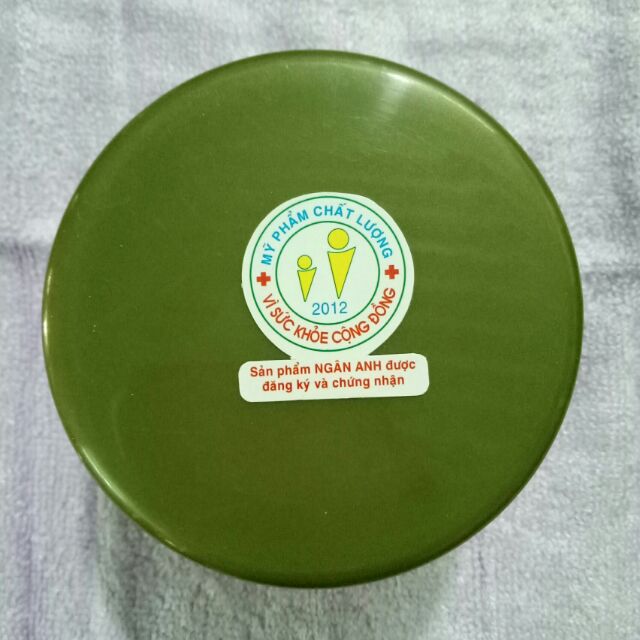 MỸ PHẨM CHẤT LƯỢNG
2012
VÌ SỨC KHỎE CỘNG ĐỒNG
Sản phẩm NGÂN ANH được
đăng ký và chứng nhận